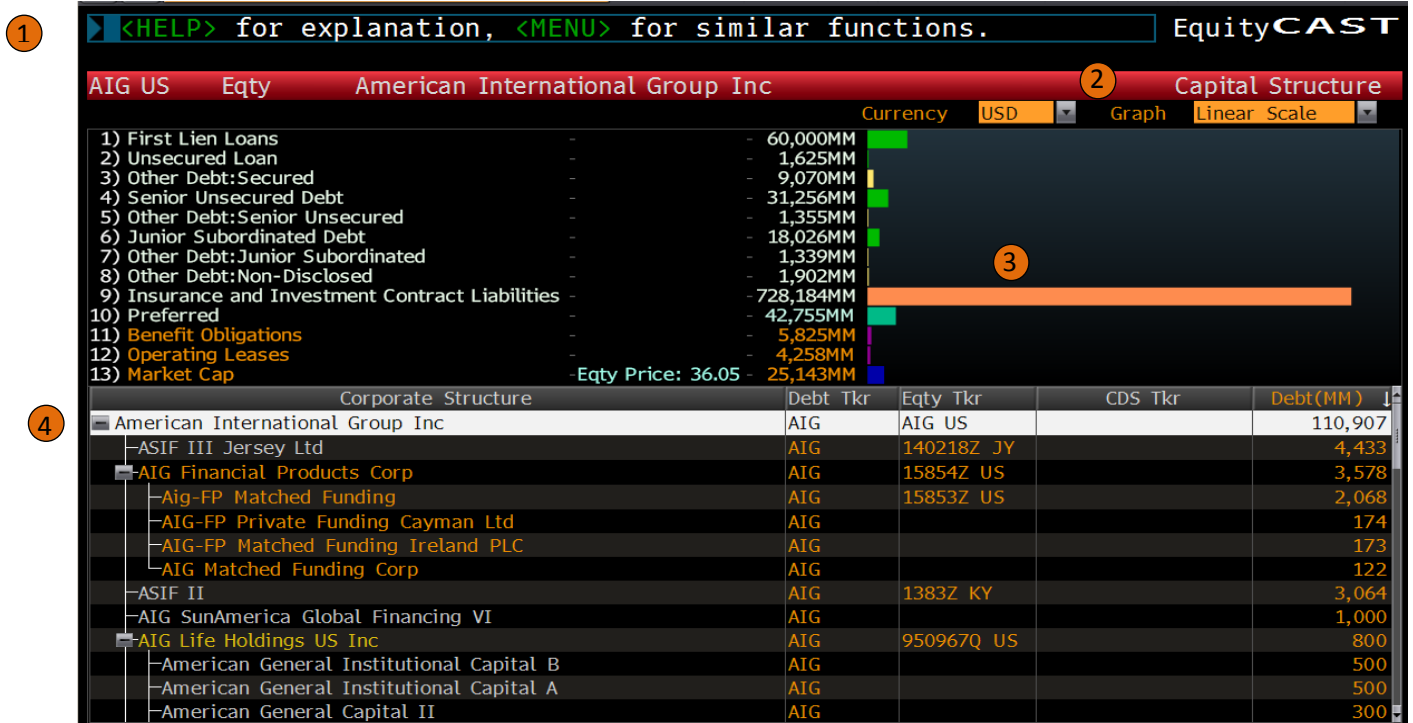 1
<HELP> for explanation, <MENU> for similar functions. EquityCAST
AIG US Eqty American International Group Inc 2 Capital Structure
Currency USD Graph Linear Scale
1) First Lien Loans - - 60,000MM
2) Unsecured Loan - - 1,625MM
3) Other Debt:Secured - - 9,070MM
4) Senior Unsecured Debt - - 31,256MM
5) Other Debt:Senior Unsecured - - 1,355MM
6) Junior Subordinated Debt - - 18,026MM
7) Other Debt:Junior Subordinated - - 1,339MM
8) Other Debt:Non-Disclosed - - 1,902MM
3
9) Insurance and Investment Contract Liabilities - -728,184MM
10) Preferred - - 42,755MM
11) Benefit Obligations - - 5,825MM
12) Operating Leases - - 4,258MM
13) Market Cap -Eqty Price: 36.05 - 25,143MM
Corporate Structure Debt Tkr Eqty Tkr CDS Tkr Debt(MM) ↓
4
American International Group Inc AIG AIG US 110,907
ASIF III Jersey Ltd AIG 140218Z JY 4,433
AIG Financial Products Corp AIG 15854Z US 3,578
Aig-FP Matched Funding AIG 15853Z US 2,068
AIG-FP Private Funding Cayman Ltd AIG 174
AIG-FP Matched Funding Ireland PLC AIG 173
AIG Matched Funding Corp AIG 122
ASIF II AIG 1383Z KY 3,064
AIG SunAmerica Global Financing VI AIG 1,000
AIG Life Holdings US Inc AIG 950967Q US 800
American General Institutional Capital B AIG 500
American General Institutional Capital A AIG 500
American General Capital II AIG 300